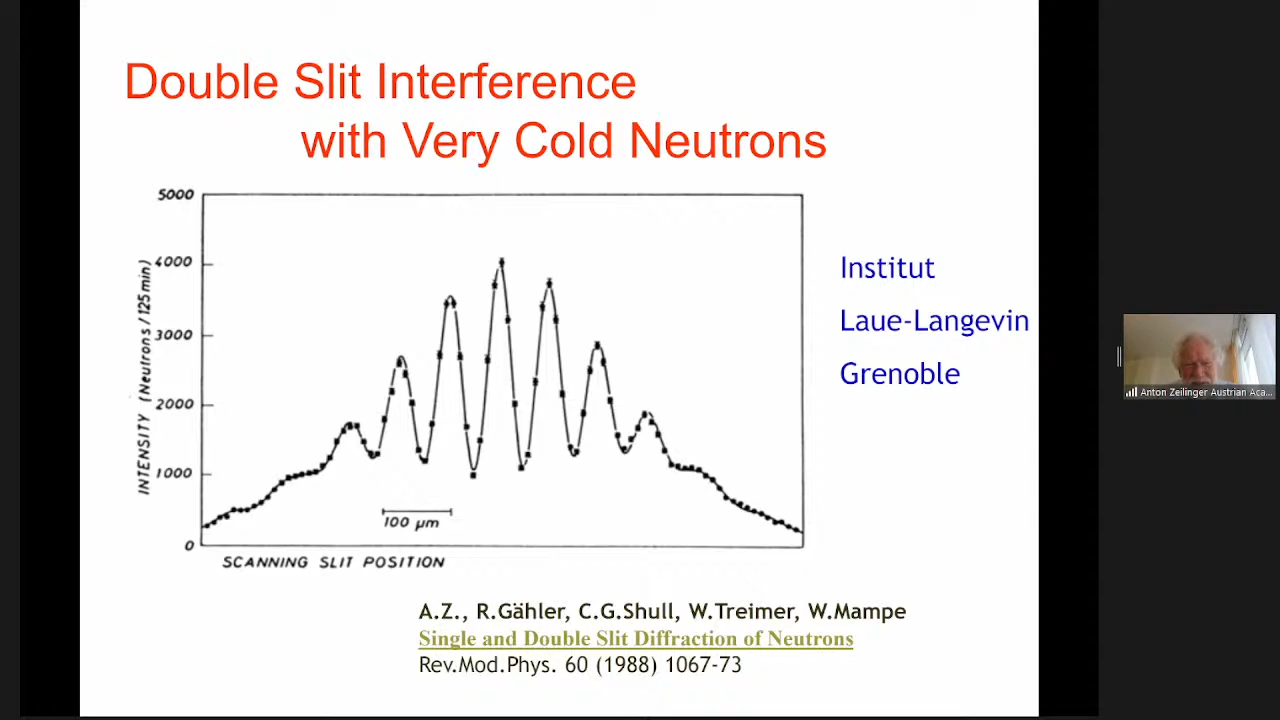 Double Slit Interference
with Very Cold Neutrons
5000
4000
3000
2000
1000
0
INTENSITY (Neutrons/125min)
100 µm
SCANNING SLIT POSITION
Institut
Laue-Langevin
Grenoble
A.Z., R.Gähler, C.G.Shull, W.Treimer, W.Mampe
Single and Double Slit Diffraction of Neutrons
Rev.Mod.Phys. 60 (1988) 1067-73
Anton Zeilinger Austrian Aca...